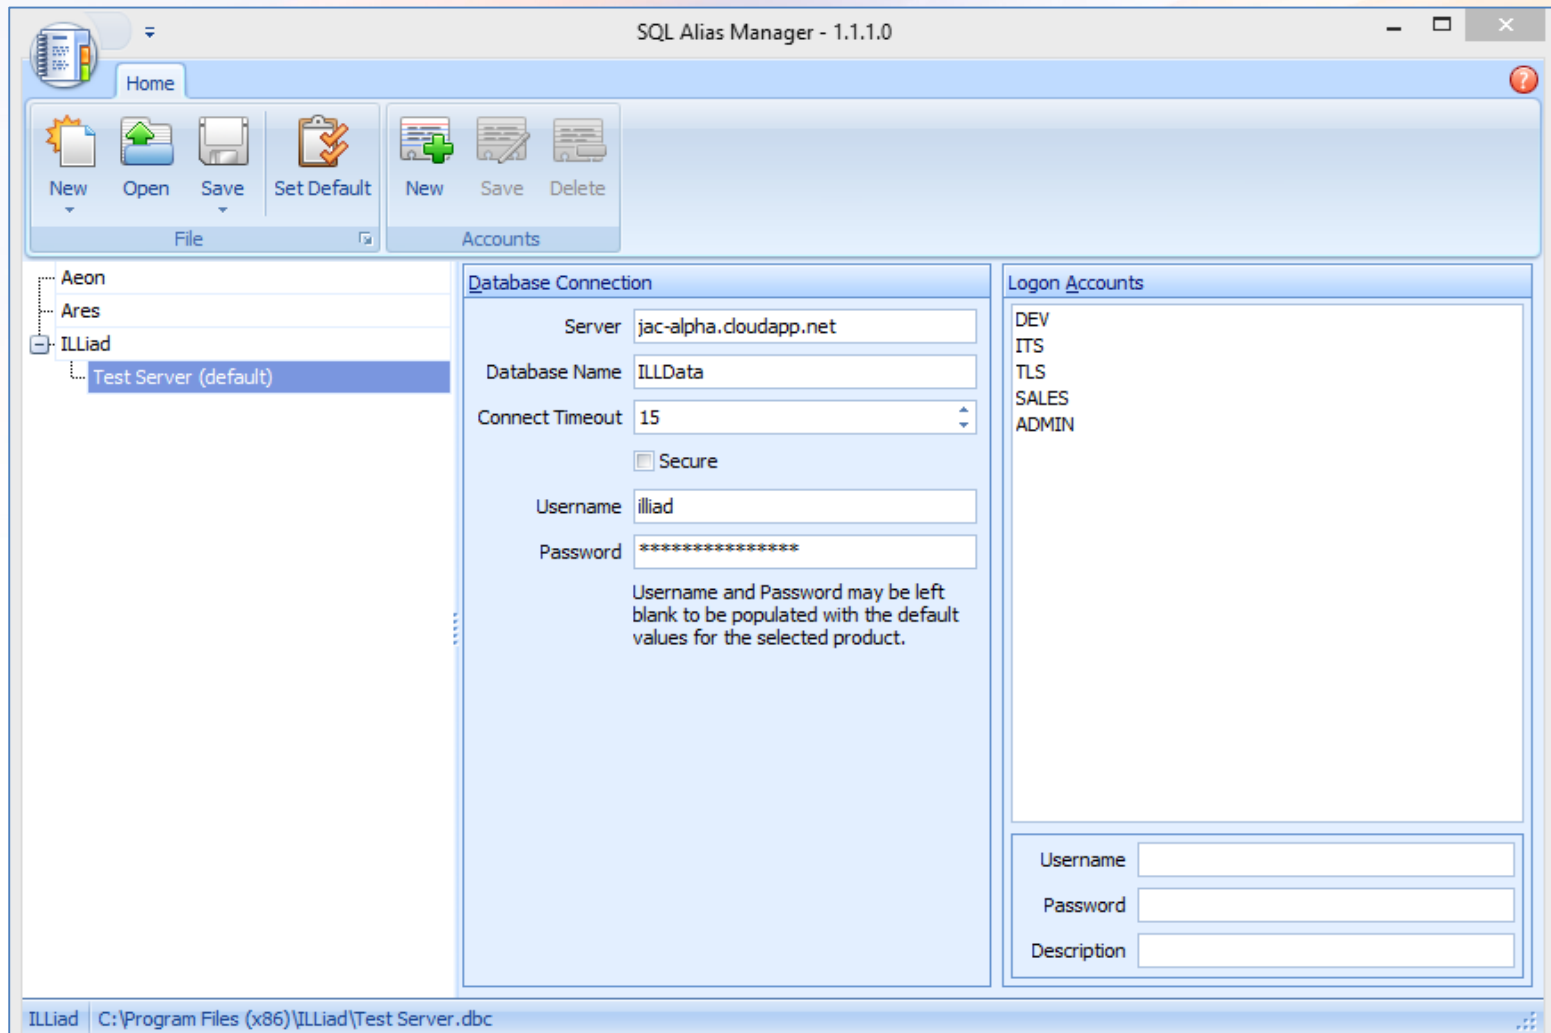 SQL Alias Manager - 1.1.1.0
Home
New
Open
Save
Set Default
New
Save
Delete
File
Accounts
Aeon
Ares
ILLiad
Test Server (default)
Database Connection
Server jac-alpha.cloudapp.net
Database Name ILLData
Connect Timeout 15
Secure
Username illiad
Password ***************
Username and Password may be left
blank to be populated with the default
values for the selected product.
Logon Accounts
DEV
ITS
TLS
SALES
ADMIN
Username
Password
Description
ILLiad C:\Program Files (x86)\ILLiad\Test Server.dbc